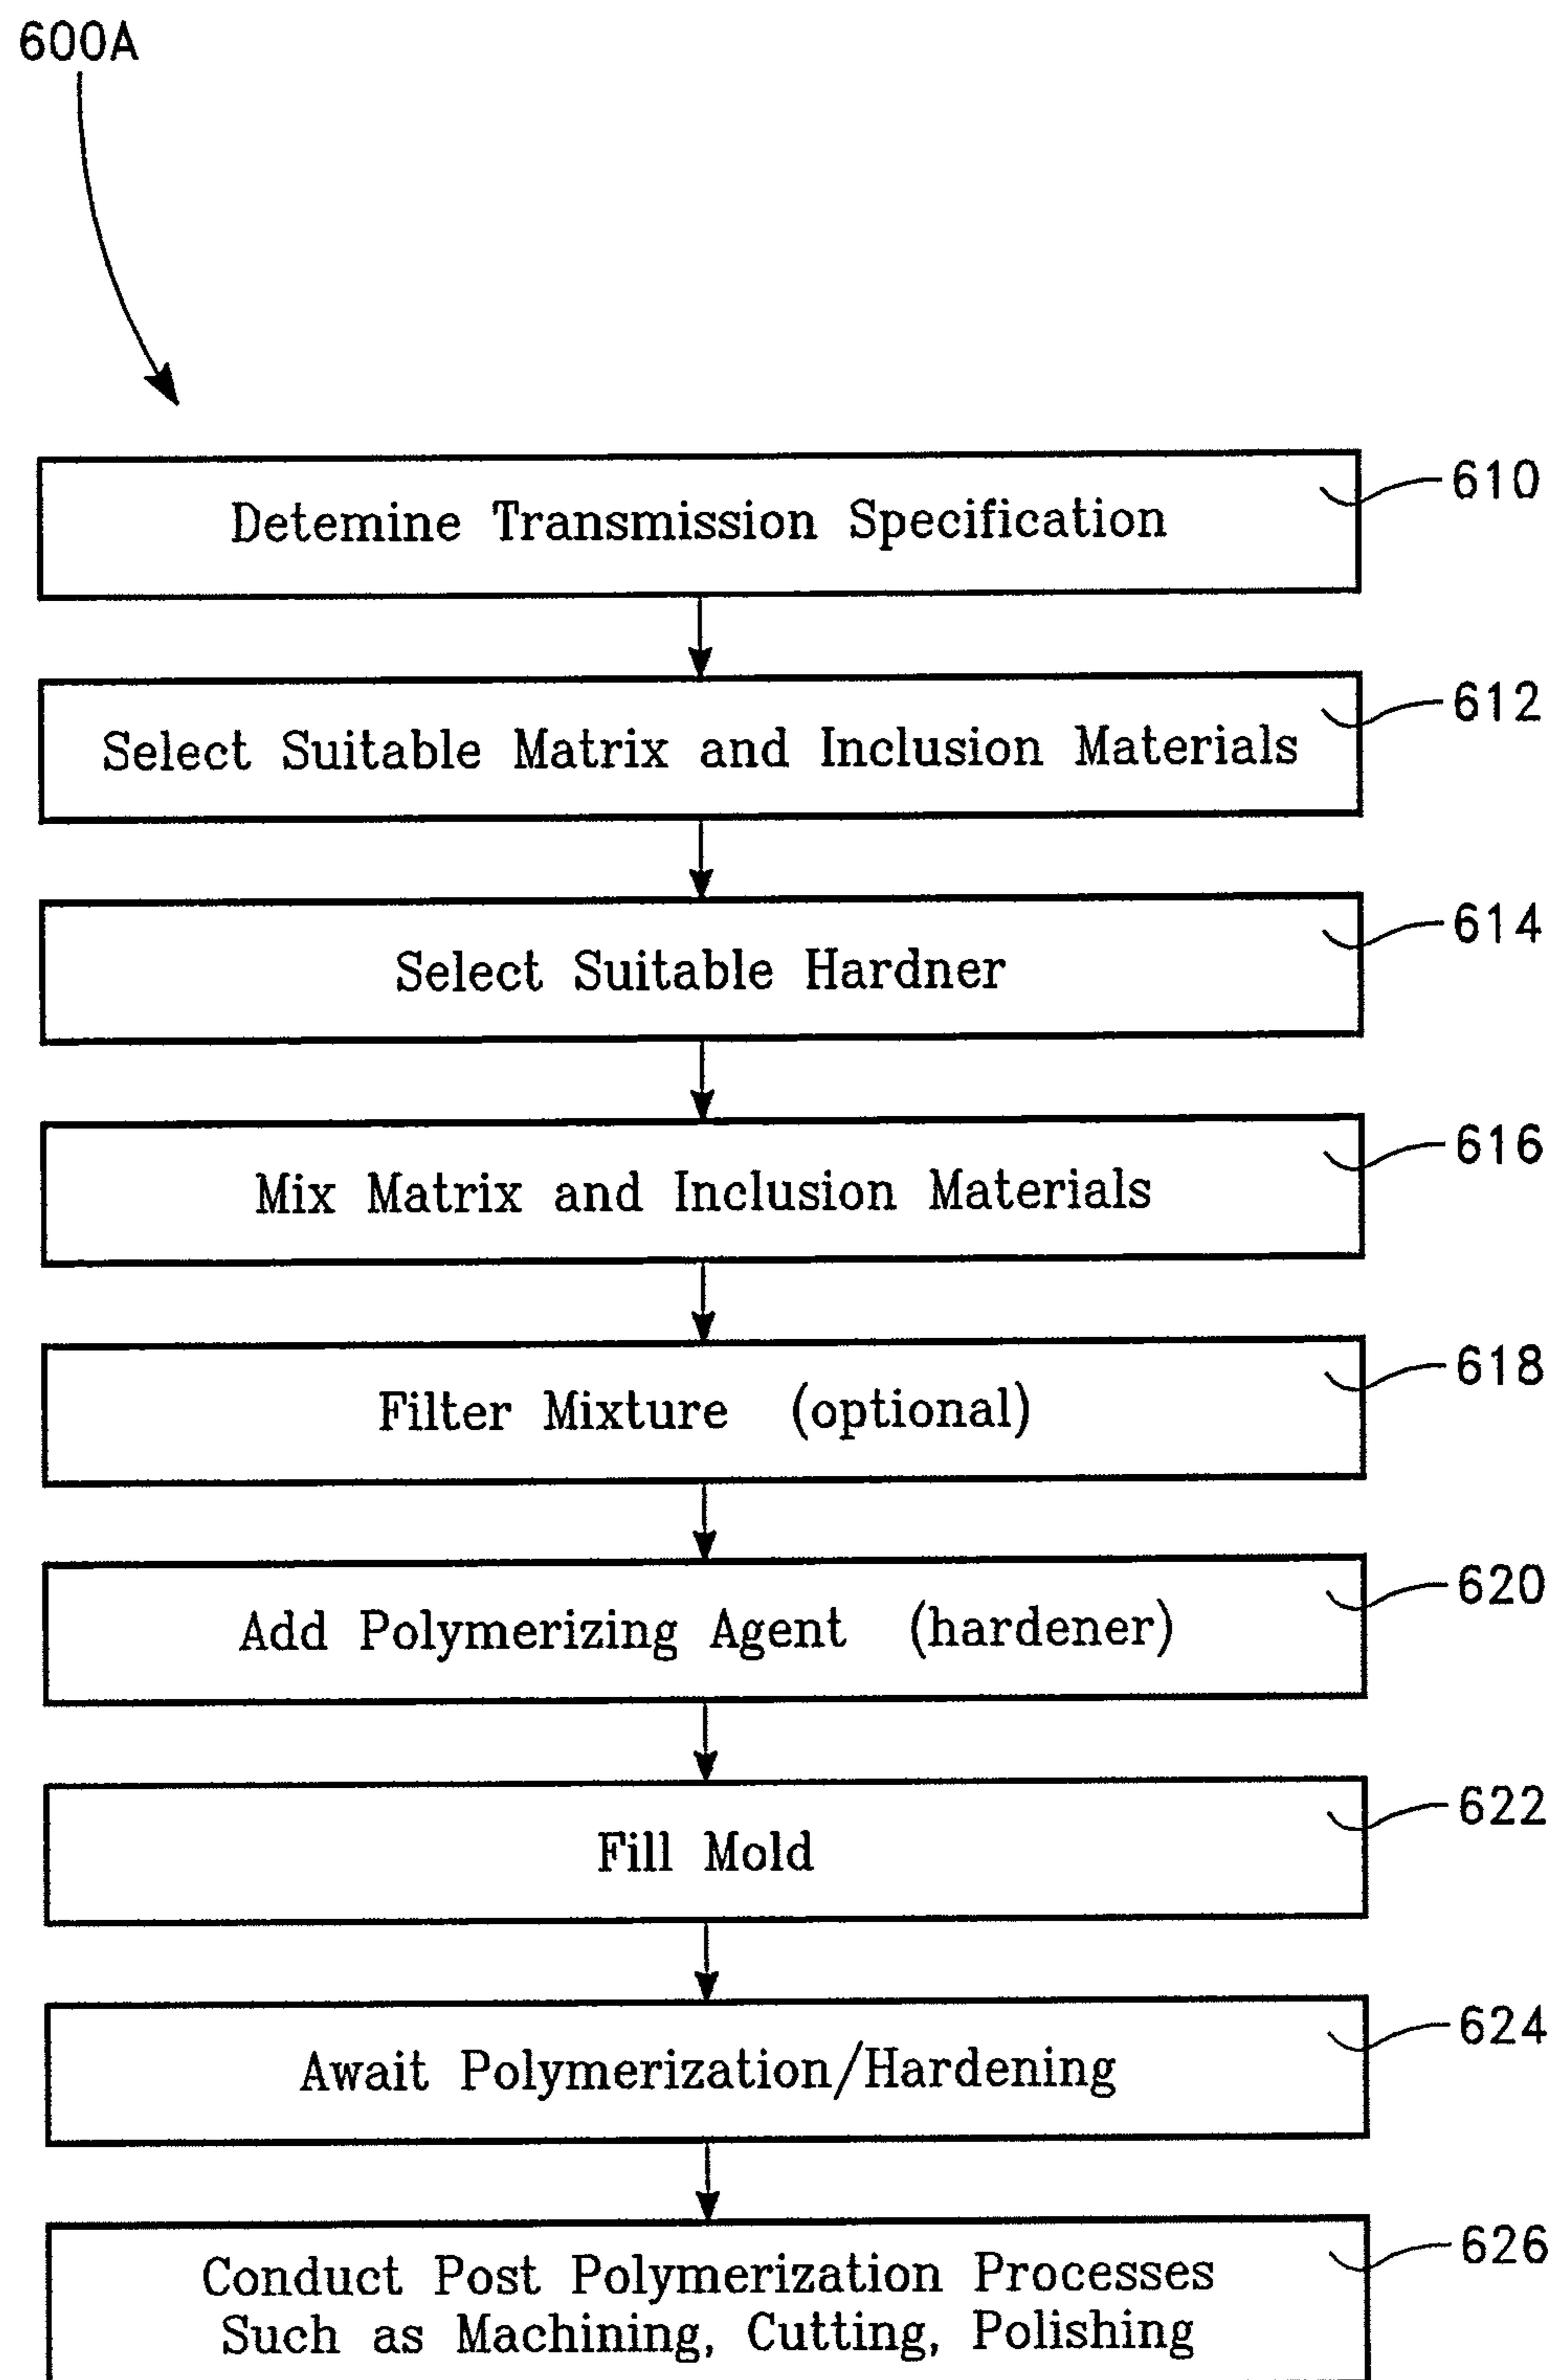 600A
Detemine Transmission Specification
610
Select Suitable Matrix and Inclusion Materials
612
Select Suitable Hardner
614
Mix Matrix and Inclusion Materials
616
Filter Mixture (optional)
618
Add Polymerizing Agent (hardener)
620
Fill Mold
622
Await Polymerization/Hardening
624
Conduct Post Polymerization Processes
Such as Machining, Cutting, Polishing
626